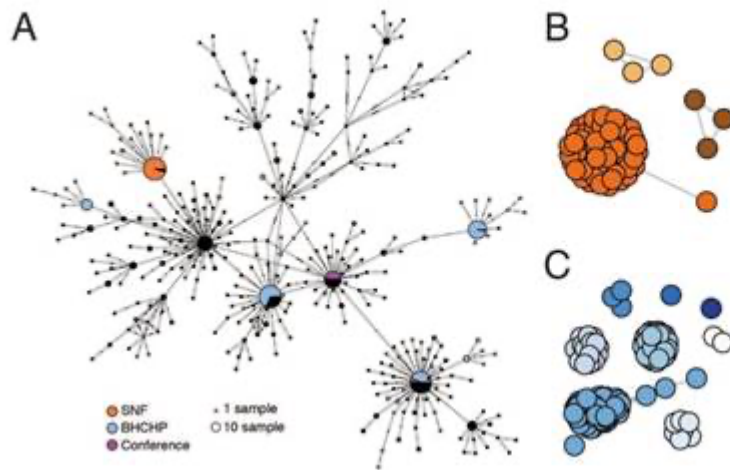 A
B
C
SNF
BHCHP
Conference
1 sample
10 sample